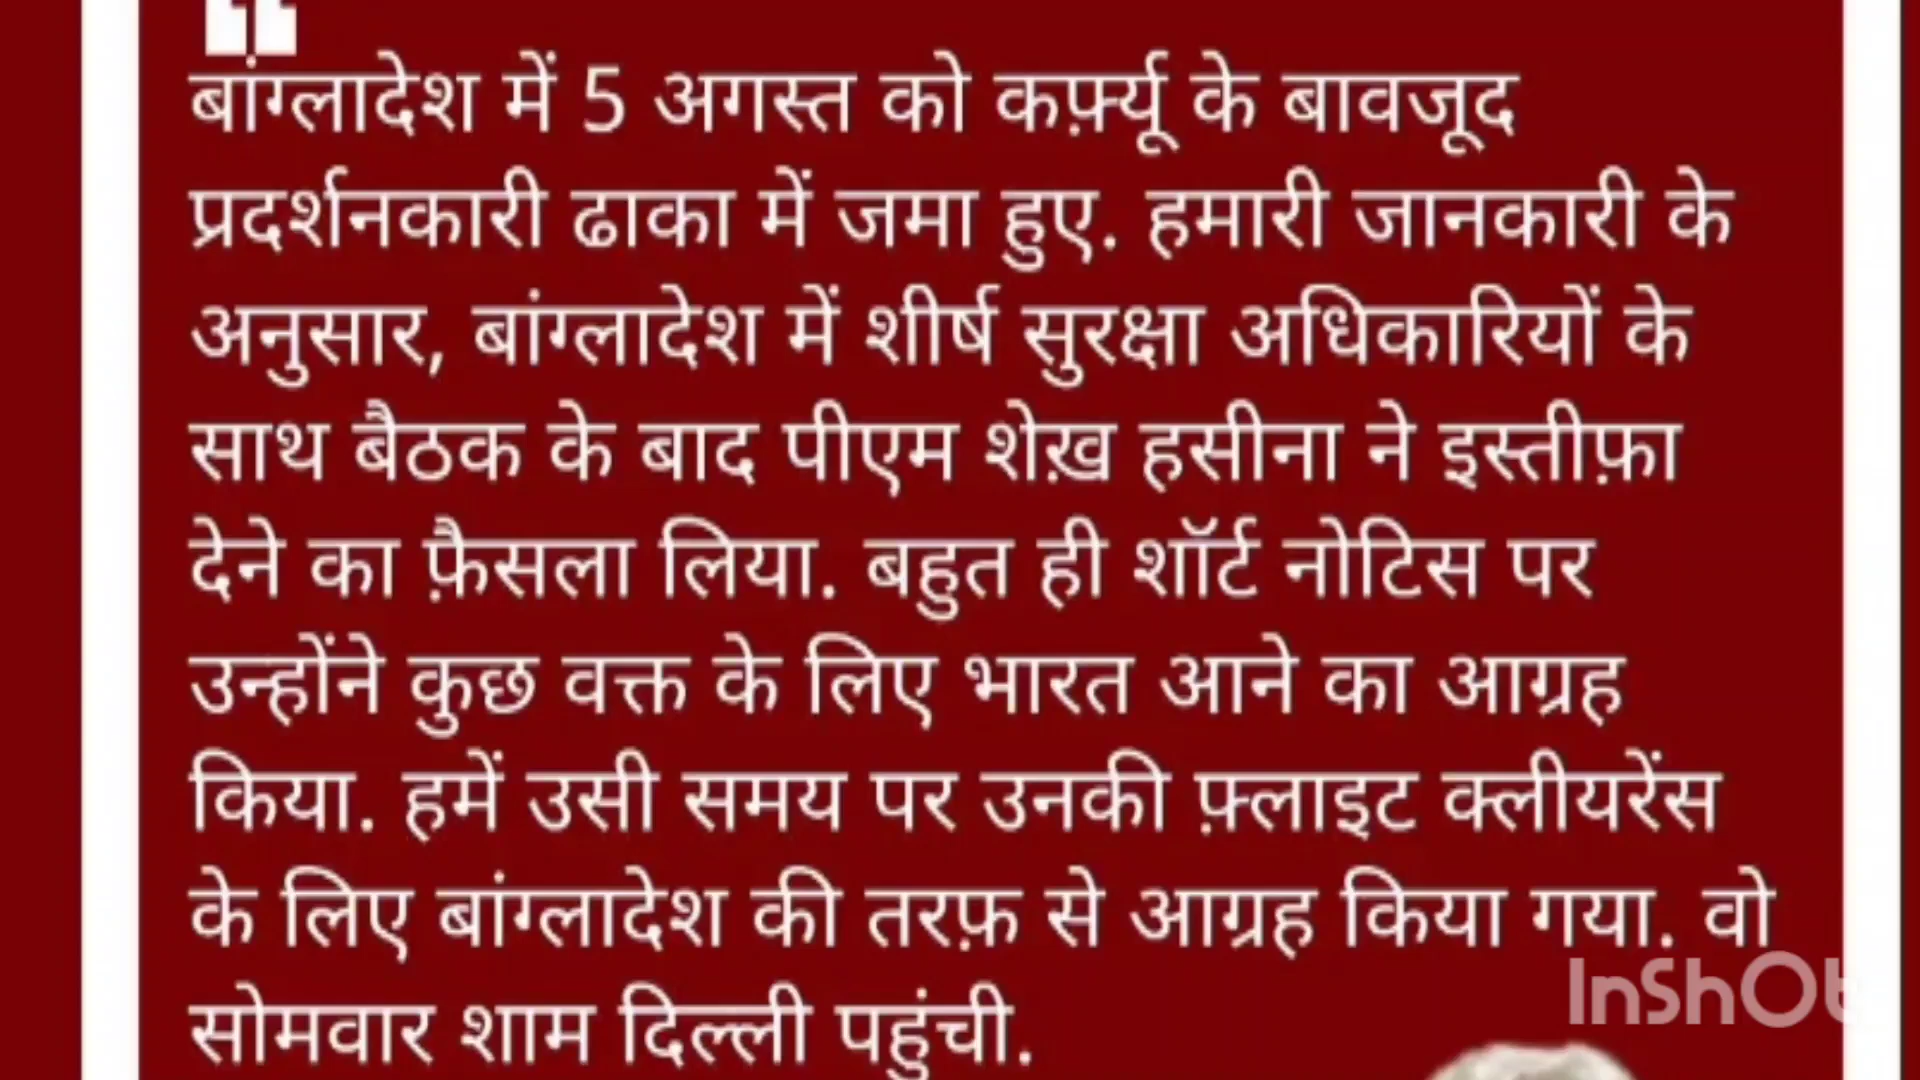 बांग्लादेश में 5 अगस्त को कर्फ़्यू के बावजूद
प्रदर्शनकारी ढाका में जमा हुए. हमारी जानकारी के
अनुसार, बांग्लादेश में शीर्ष सुरक्षा अधिकारियों के
साथ बैठक के बाद पीएम शेख़ हसीना ने इस्तीफ़ा
देने का फ़ैसला लिया. बहुत ही शॉर्ट नोटिस पर
उन्होंने कुछ वक्त के लिए भारत आने का आग्रह
किया. हमें उसी समय पर उनकी फ़्लाइट क्लीयरेंस
के लिए बांग्लादेश की तरफ़ से आग्रह किया गया. वो
सोमवार शाम दिल्ली पहुंची.
InShOt